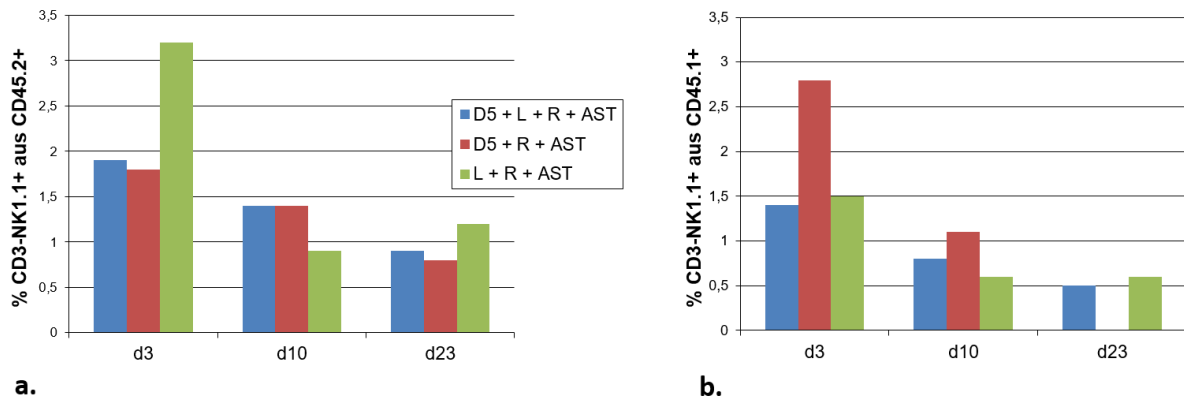 % CD3-NK1.1+ aus CD45.2+
3,5
3
2,5
2
1,5
1
0,5
0
d3
d10
d23
D5 + L + R + AST
D5 + R + AST
L + R + AST
a.
% CD3-NK1.1+ aus CD45.1+
3,5
3
2,5
2
1,5
1
0,5
0
d3
d10
d23
b.